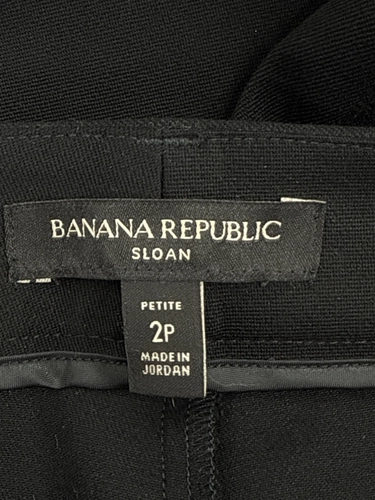 BANANA REPUBLIC
SLOAN
PETITE
2P
MADE IN
JORDAN